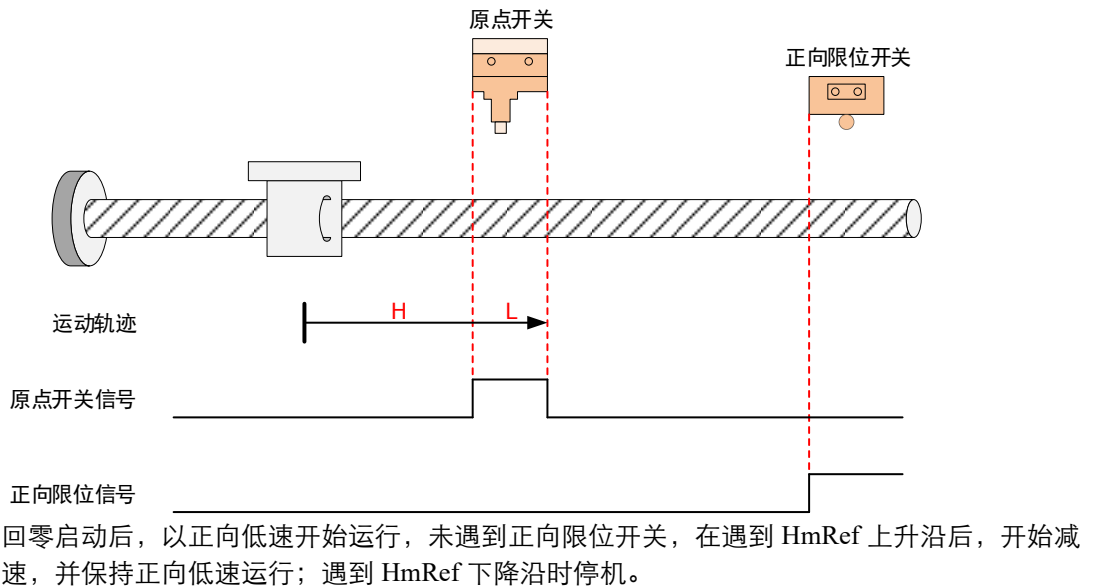 原点开关
正向限位开关
运动轨迹
H
L
原点开关信号
正向限位信号
回零启动后，以正向低速开始运行，未遇到正向限位开关，在遇到 HmRef 上升沿后，开始减
速，并保持正向低速运行；遇到 HmRef 下降沿时停机。